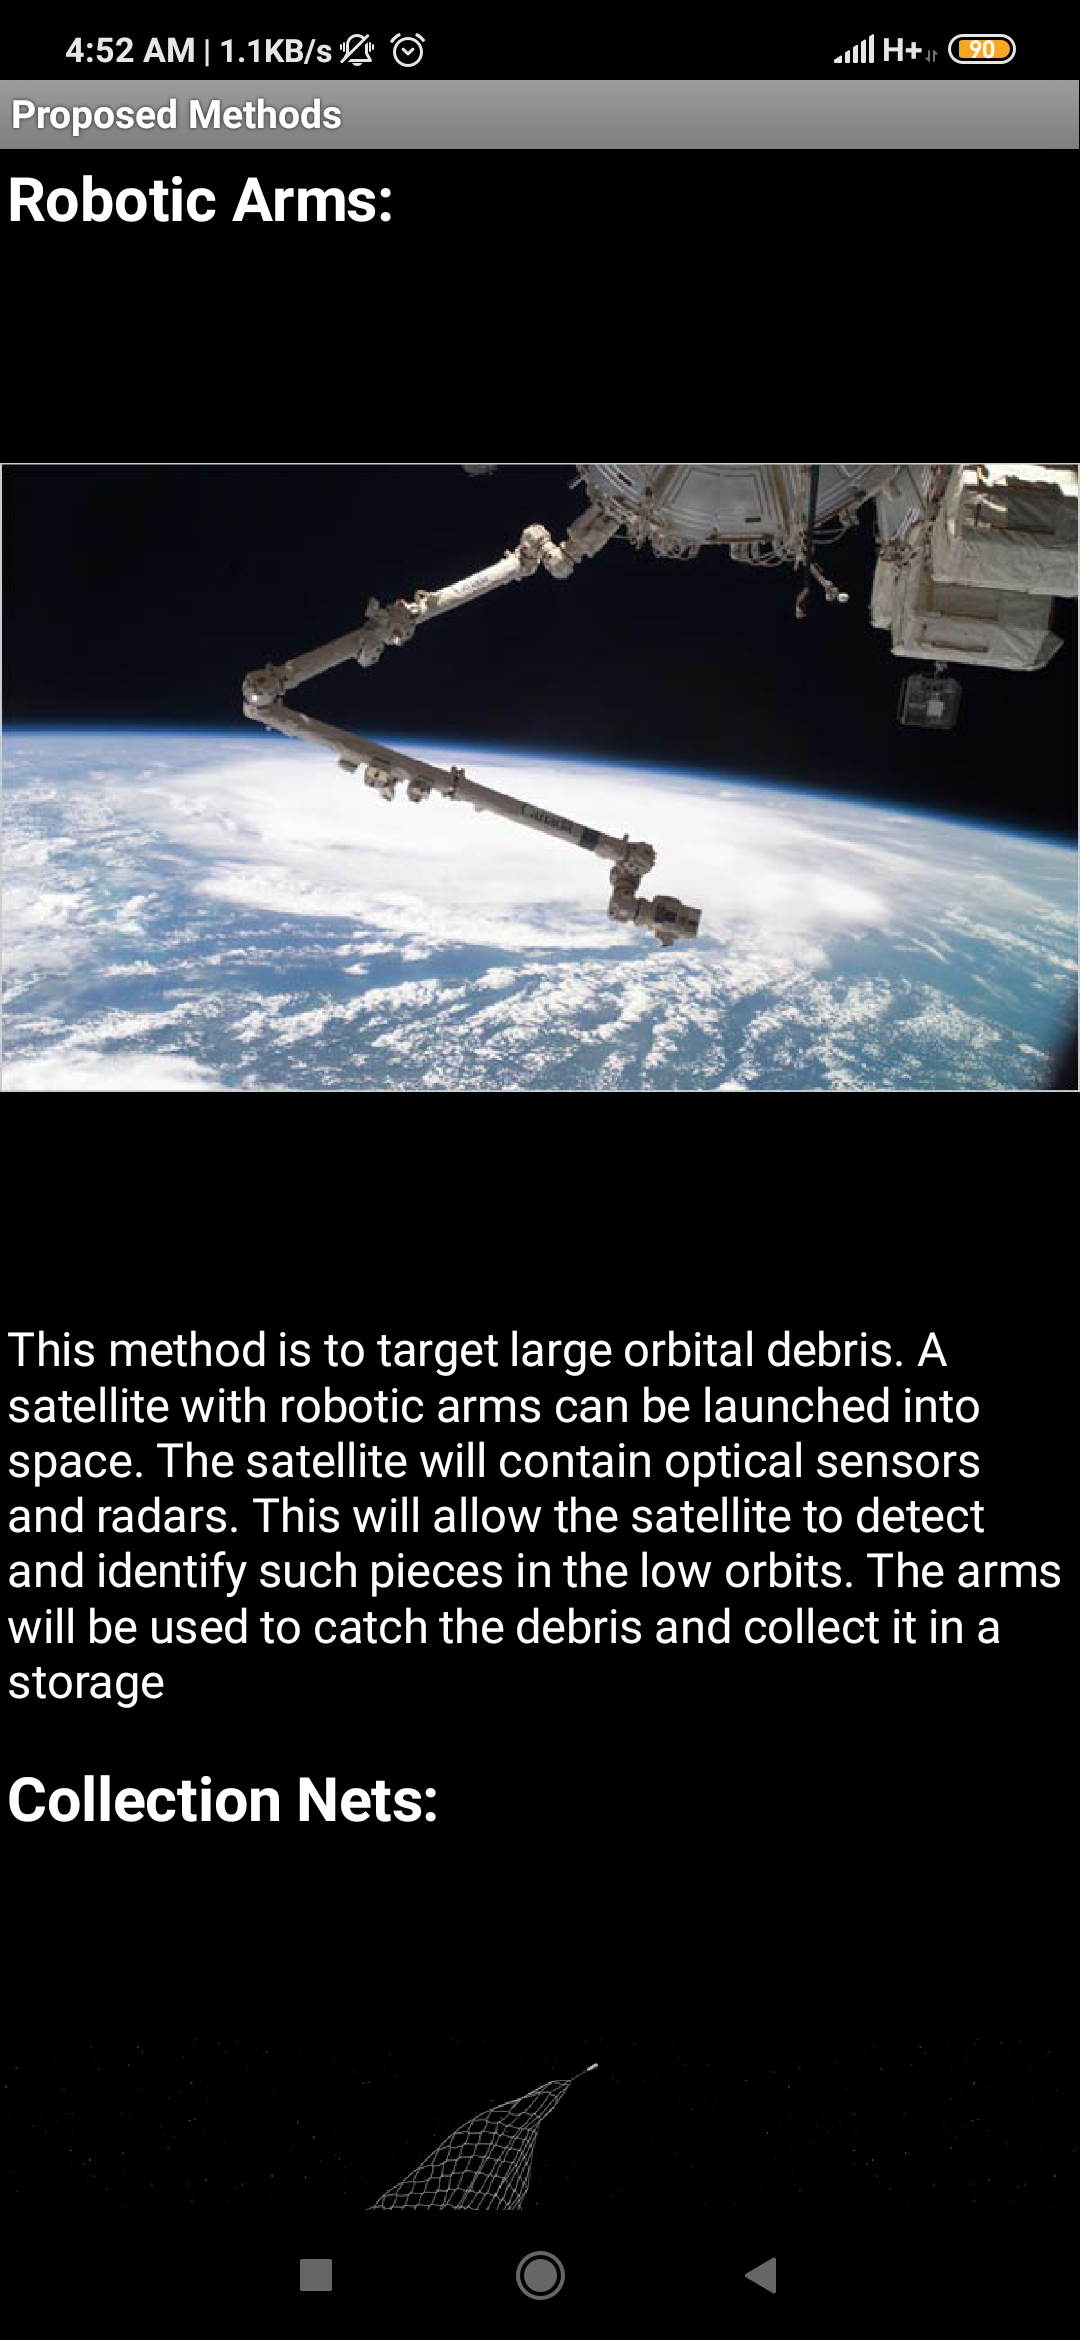 4:52 AM | 1.1KB/s H+ 90
Proposed Methods
Robotic Arms:
Canada
This method is to target large orbital debris. A
satellite with robotic arms can be launched into
space. The satellite will contain optical sensors
and radars. This will allow the satellite to detect
and identify such pieces in the low orbits. The arms
will be used to catch the debris and collect it in a
storage
Collection Nets: